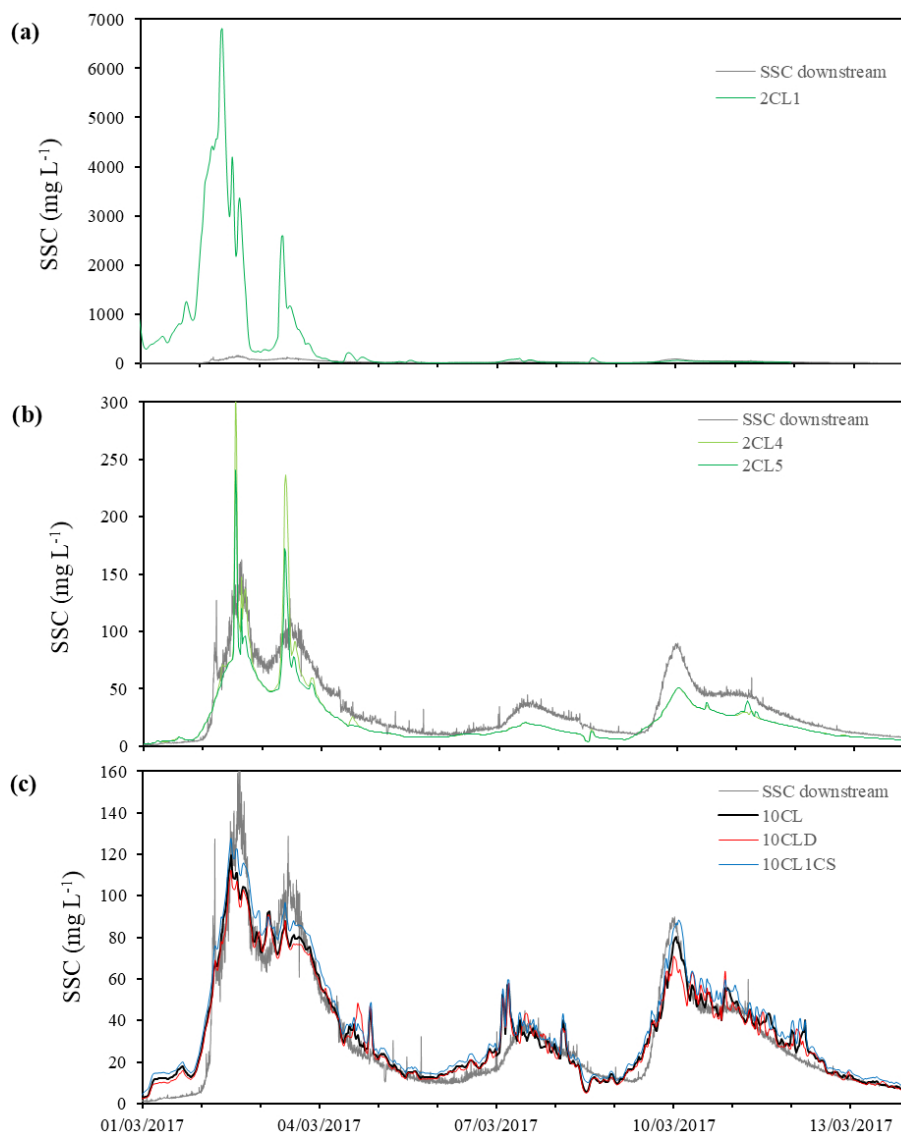 (a)
7000
6000
5000
4000
3000
2000
1000
0
SSC (mg L⁻¹)
SSC downstream
2CL1
(b)
300
250
200
150
100
50
0
SSC (mg L⁻¹)
SSC downstream
2CL4
2CL5
(c)
160
140
120
100
80
60
40
20
0
SSC (mg L⁻¹)
SSC downstream
10CL
10CLD
10CL1CS
01/03/2017 04/03/2017 07/03/2017 10/03/2017 13/03/2017